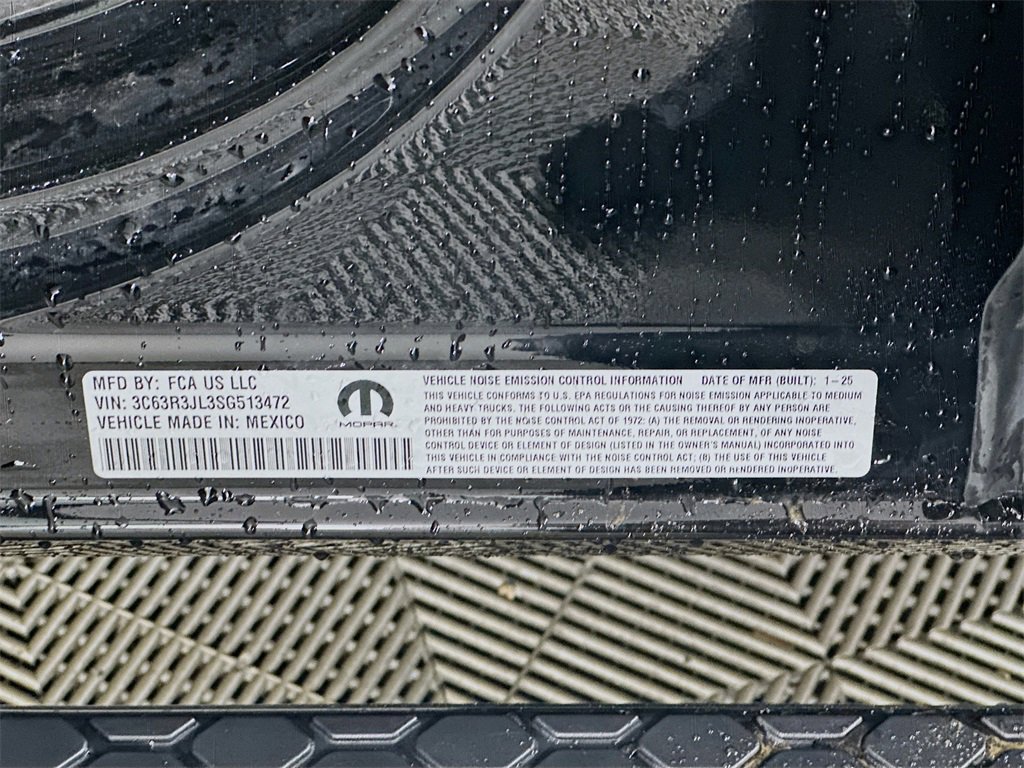 MFD BY: FCA US LLC
VIN: 3C63R3JL3SG513472
VEHICLE MADE IN: MEXICO
MOPAR
VEHICLE NOISE EMISSION CONTROL INFORMATION DATE OF MFR (BUILT): 1-25
THIS VEHICLE CONFORMS TO U.S. EPA REGULATIONS FOR NOISE EMISSION APPLICABLE TO MEDIUM
AND HEAVY TRUCKS. THE FOLLOWING ACTS OR THE CAUSING THEREOF BY ANY PERSON ARE
PROHIBITED BY THE NOISE CONTROL ACT OF 1972: (A) THE REMOVAL OR RENDERING INOPERATIVE,
OTHER THAN FOR PURPOSES OF MAINTENANCE, REPAIR, OR REPLACEMENT, OF ANY NOISE
CONTROL DEVICE OR ELEMENT OF DESIGN (LISTED IN THE OWNER'S MANUAL) INCORPORATED INTO
THIS VEHICLE IN COMPLIANCE WITH THE NOISE CONTROL ACT; (B) THE USE OF THIS VEHICLE
AFTER SUCH DEVICE OR ELEMENT OF DESIGN HAS BEEN REMOVED OR RENDERED INOPERATIVE.